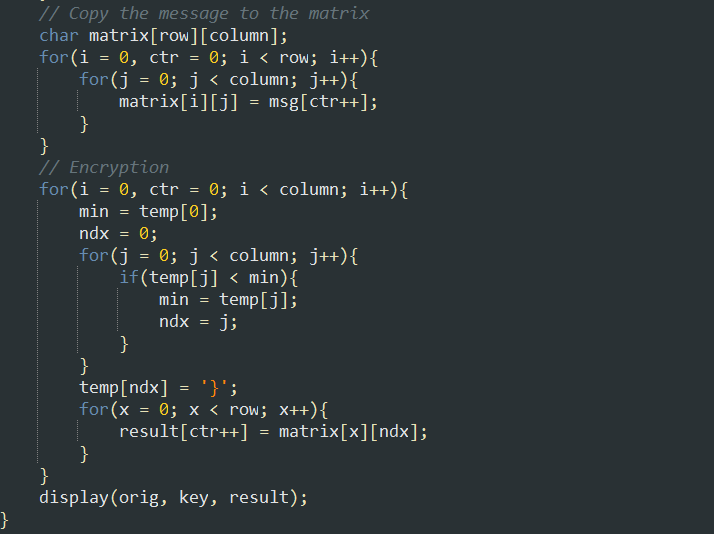 // Copy the message to the matrix
    char matrix[row][column];
    for(i = 0, ctr = 0; i < row; i++){
        for(j = 0; j < column; j++){
            matrix[i][j] = msg[ctr++];
        }
    }
    // Encryption
    for(i = 0, ctr = 0; i < column; i++){
        min = temp[0];
        ndx = 0;
        for(j = 0; j < column; j++){
            if(temp[j] < min){
                min = temp[j];
                ndx = j;
            }
        }
        temp[ndx] = '}';
        for(x = 0; x < row; x++){
            result[ctr++] = matrix[x][ndx];
        }
    }
    display(orig, key, result);
}